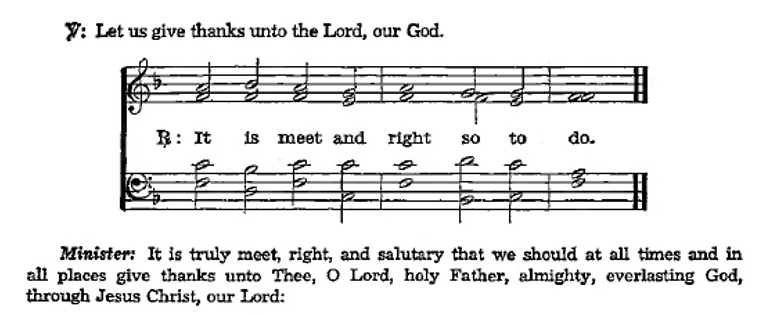 ℣: Let us give thanks unto the Lord, our God.
℟: It is meet and right so to do.
Minister: It is truly meet, right, and salutary that we should at all times and in
all places give thanks unto Thee, O Lord, holy Father, almighty, everlasting God,
through Jesus Christ, our Lord: